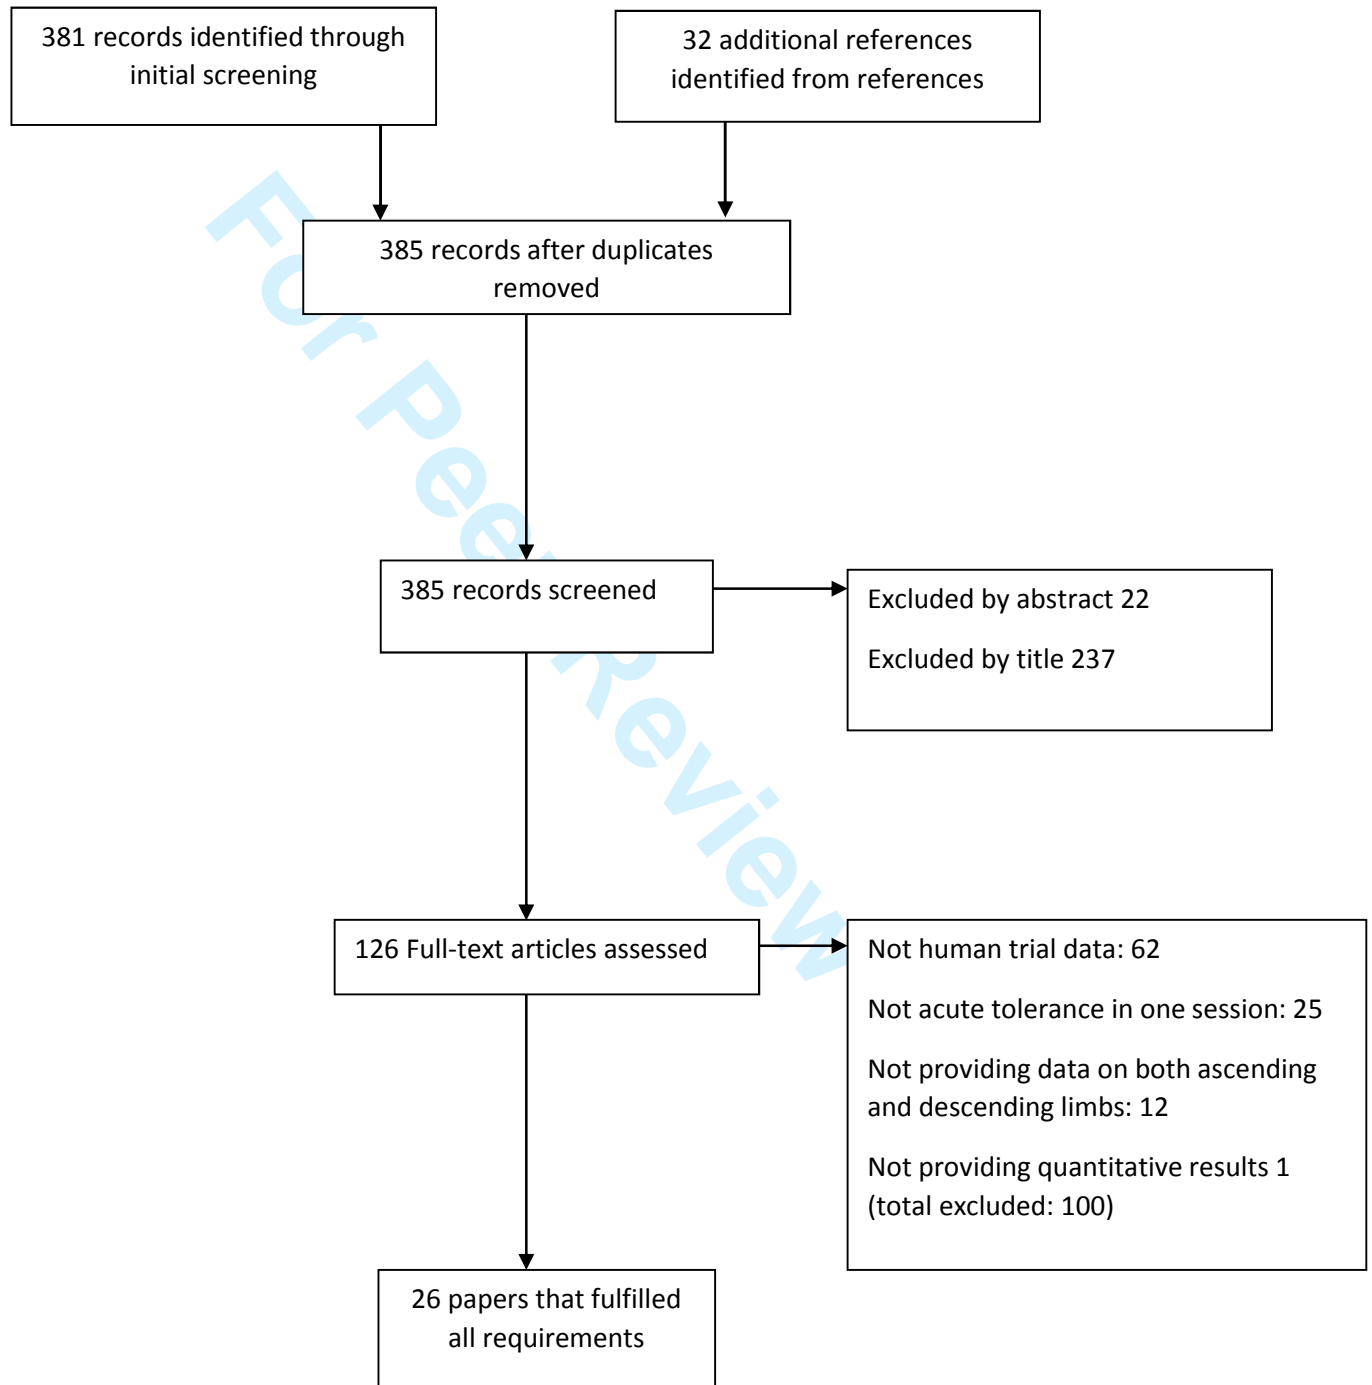 381 records identified through
initial screening
32 additional references
identified from references
385 records after duplicates
removed
385 records screened
Excluded by abstract 22
Excluded by title 237
126 Full-text articles assessed
Not human trial data: 62
Not acute tolerance in one session: 25
Not providing data on both ascending
and descending limbs: 12
Not providing quantitative results 1
(total excluded: 100)
26 papers that fulfilled
all requirements
For Peer Review